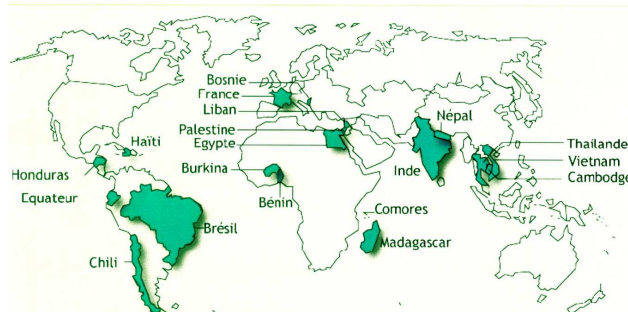 Bosnie
France
Liban
Palestine
Egypte
Népal
Haïti
Thailande
Vietnam
Cambodge
Burkina
Honduras
Inde
Equateur
Bénin
Comores
Brésil
Madagascar
Chili